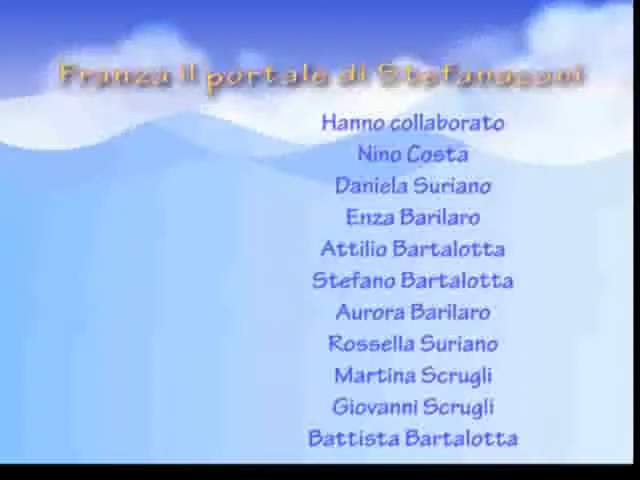 Franza Il portale di Stefanaconi
Hanno collaborato
Nino Costa
Daniela Suriano
Enza Barilaro
Attilio Bartalotta
Stefano Bartalotta
Aurora Barilaro
Rossella Suriano
Martina Scrugli
Giovanni Scrugli
Battista Bartalotta